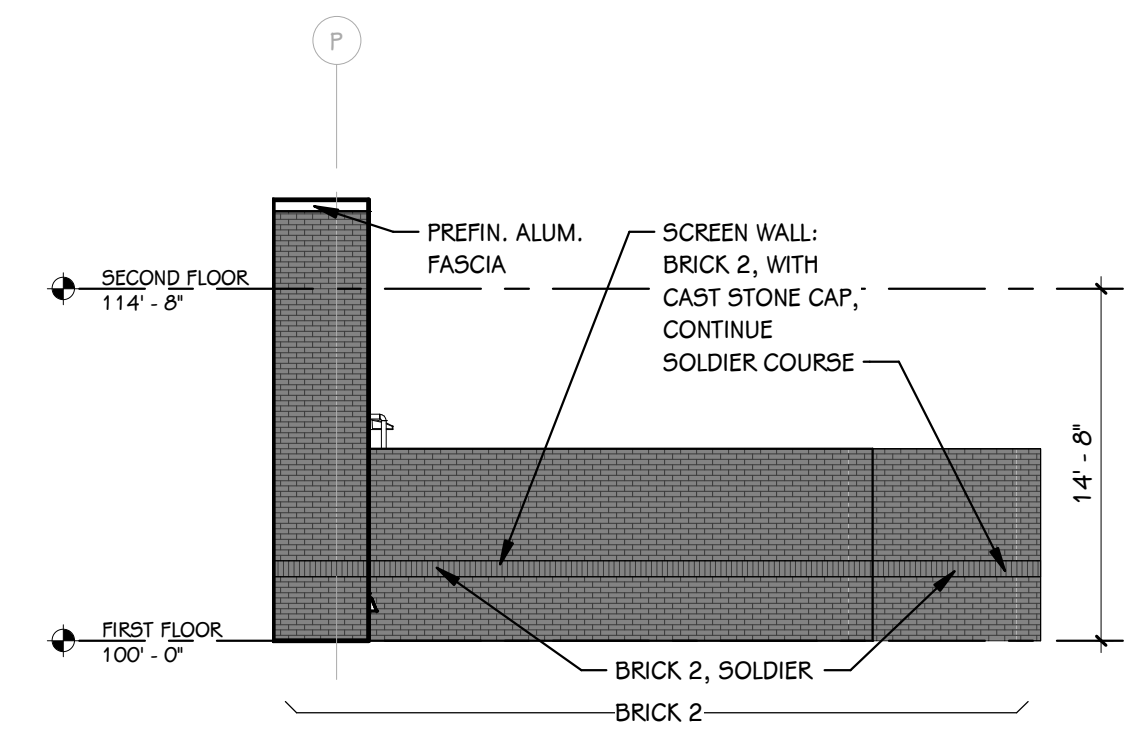 P
PREFIN. ALUM.
FASCIA
SCREEN WALL:
BRICK 2, WITH
CAST STONE CAP,
CONTINUE
SOLDIER COURSE
SECOND FLOOR
114' - 8"
14' - 8"
FIRST FLOOR
100' - 0"
BRICK 2, SOLDIER
BRICK 2